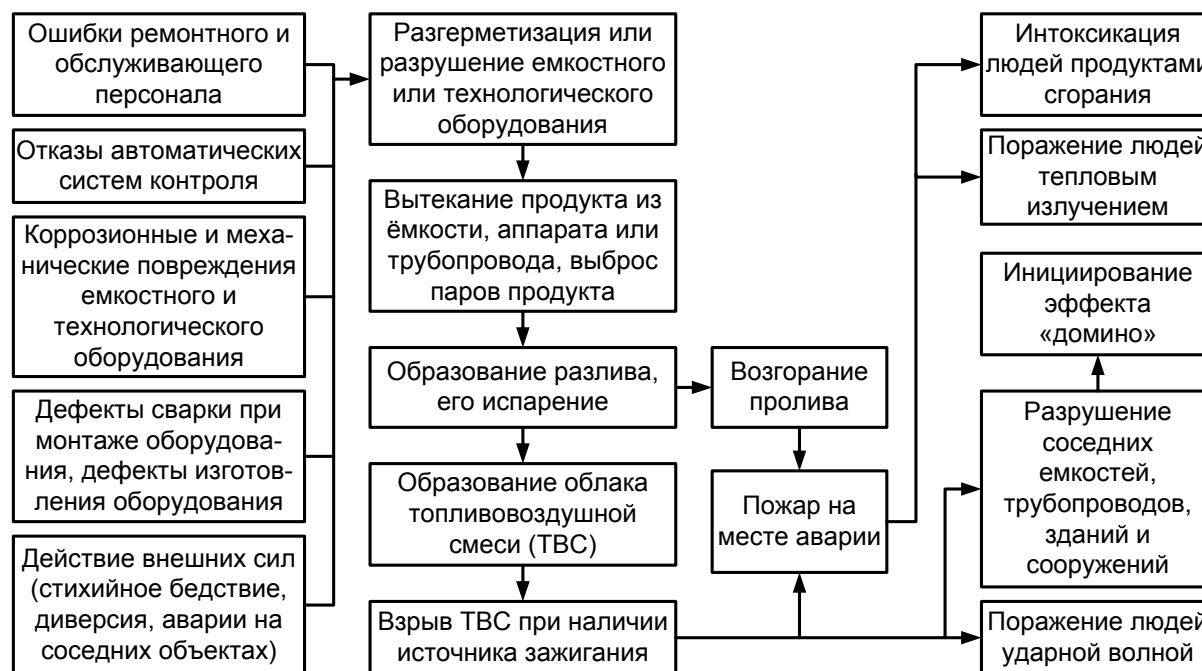 Ошибки ремонтного и
обслуживающего
персонала
Отказы автоматических
систем контроля
Коррозионные и меха-
нические повреждения
емкостного и
технологического
оборудования
Дефекты сварки при
монтаже оборудова-
ния, дефекты изготов-
ления оборудования
Действие внешних сил
(стихийное бедствие,
диверсия, аварии на
соседних объектах)
Разгерметизация или
разрушение емкостного
или технологического
оборудования
Вытекание продукта из
ёмкости, аппарата или
трубопровода, выброс
паров продукта
Образование разлива,
его испарение
Образование облака
топливовоздушной
смеси (ТВС)
Взрыв ТВС при наличии
источника зажигания
Возгорание
пролива
Пожар на
месте аварии
Интоксикация
людей продуктами
сгорания
Поражение людей
тепловым
излучением
Инициирование
эффекта
«домино»
Разрушение
соседних
емкостей,
трубопроводов,
зданий и
сооружений
Поражение людей
ударной волной